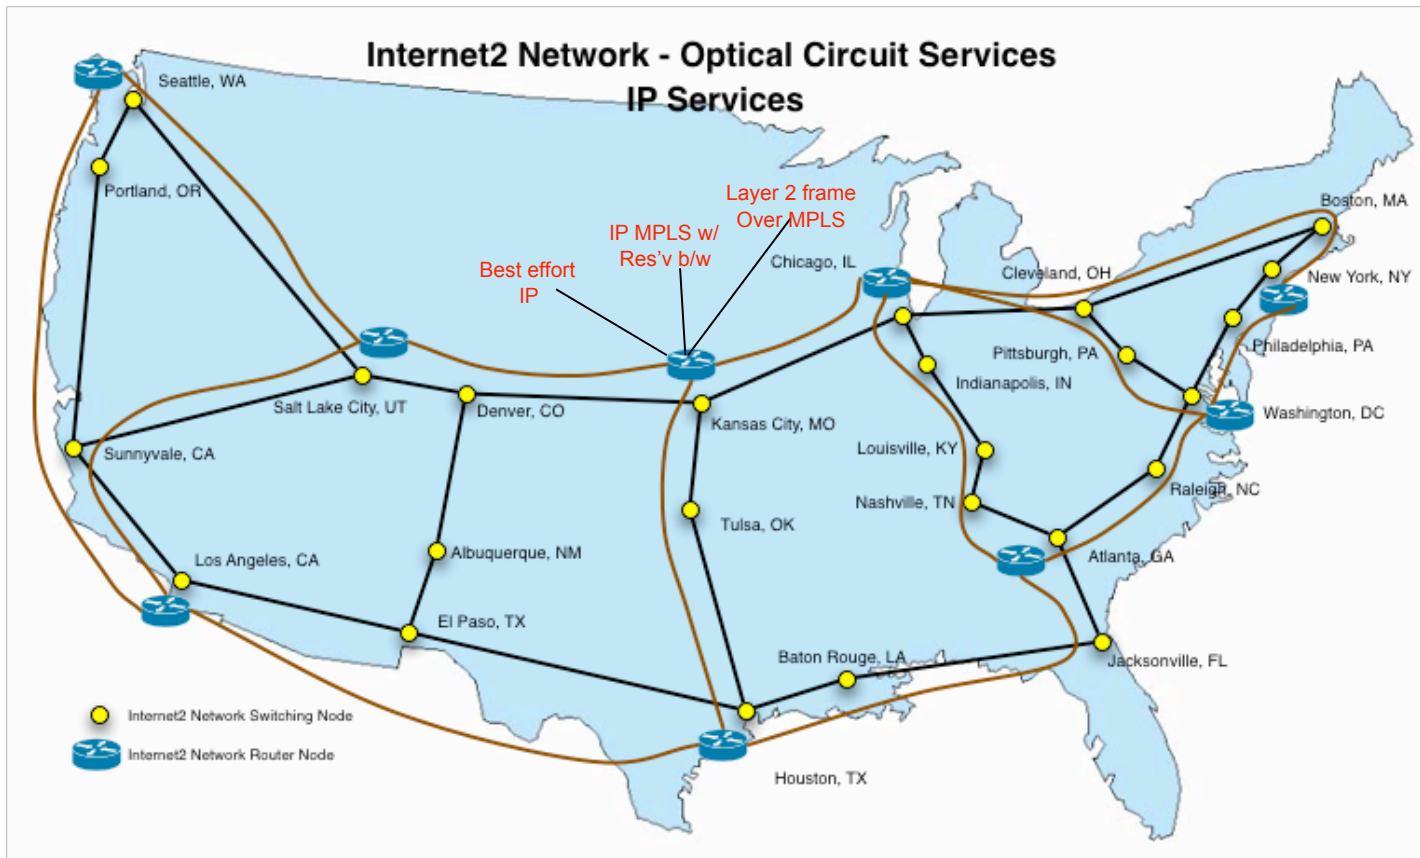 Internet2 Network - Optical Circuit Services
IP Services
Seattle, WA
Portland, OR
Layer 2 frame
Over MPLS
IP MPLS w/
Res'v b/w
Best effort
IP
Boston, MA
Chicago, IL
Cleveland, OH
New York, NY
Philadelphia, PA
Pittsburgh, PA
Indianapolis, IN
Salt Lake City, UT
Denver, CO
Kansas City, MO
Washington, DC
Sunnyvale, CA
Louisville, KY
Raleigh, NC
Nashville, TN
Tulsa, OK
Los Angeles, CA
Albuquerque, NM
Atlanta, GA
El Paso, TX
Baton Rouge, LA
Jacksonville, FL
Internet2 Network Switching Node
Internet2 Network Router Node
Houston, TX